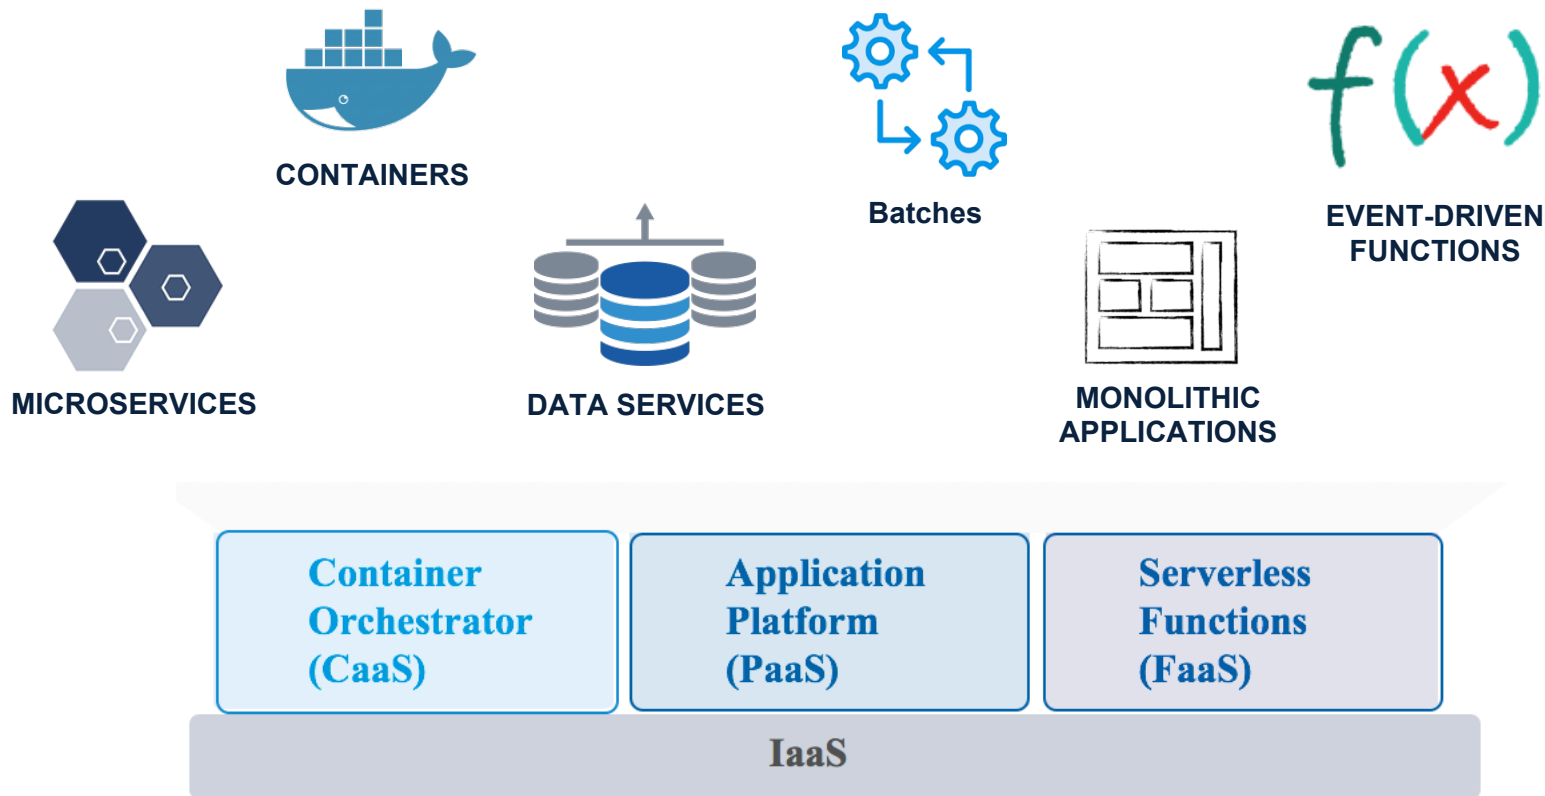 f(x)
CONTAINERS
Batches
EVENT-DRIVEN
FUNCTIONS
MICROSERVICES
DATA SERVICES
MONOLITHIC
APPLICATIONS
Container
Orchestrator
(CaaS)
Application
Platform
(PaaS)
Serverless
Functions
(FaaS)
IaaS